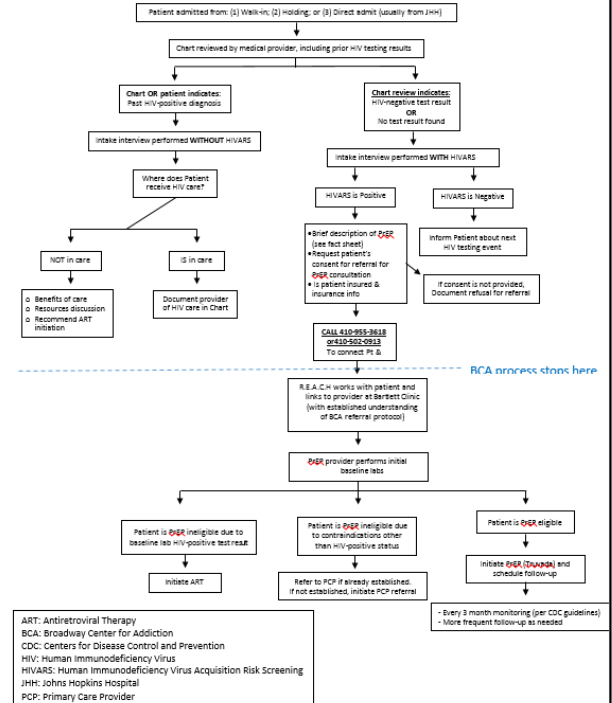 Patient admitted from: (1) Walk-in; (2) Holding; or (3) Direct admit (usually from JHH)
Chart reviewed by medical provider, including prior HIV testing results
Chart OR patient indicates:
Past HIV-positive diagnosis
Chart review indicates:
HIV-negative test result
OR
No test result found
Intake interview performed WITHOUT HIVARS
Intake interview performed WITH HIVARS
Where does Patient
receive HIV care?
HIVARS is Positive
HIVARS is Negative
NOT in care
IS in care
•Brief description of PrEP
(see fact sheet)
•Request patient's
consent for referral for
PrEP consultation
• Is patient insured &
insurance info
Inform Patient about next
HIV testing event
o Benefits of care
o Resources discussion
o Recommend ART
initiation
Document provider
of HIV care in Chart
If consent is not provided,
Document refusal for referral
CALL 410-955-3618
or410-502-0913
To connect Pt &
BCA process stops here
R.E.A.C.H works with patient and
links to provider at Bartlett Clinic
(with established understanding
of BCA referral protocol)
PrEP provider performs initial
baseline labs
Patient is PrEP ineligible due to
baseline lab HIV-positive test result
Patient is PrEP ineligible due
to contraindications other
than HIV-positive status
Patient is PrEP eligible
Initiate ART
Refer to PCP if already established.
If not established, initiate PCP referral
Initiate PrEP (Truvada) and
schedule follow-up
- Every 3 month monitoring (per CDC guidelines)
- More frequent follow-up as needed
ART: Antiretroviral Therapy
BCA: Broadway Center for Addiction
CDC: Centers for Disease Control and Prevention
HIV: Human Immunodeficiency Virus
HIVARS: Human Immunodeficiency Virus Acquisition Risk Screening
JHH: Johns Hopkins Hospital
PCP: Primary Care Provider